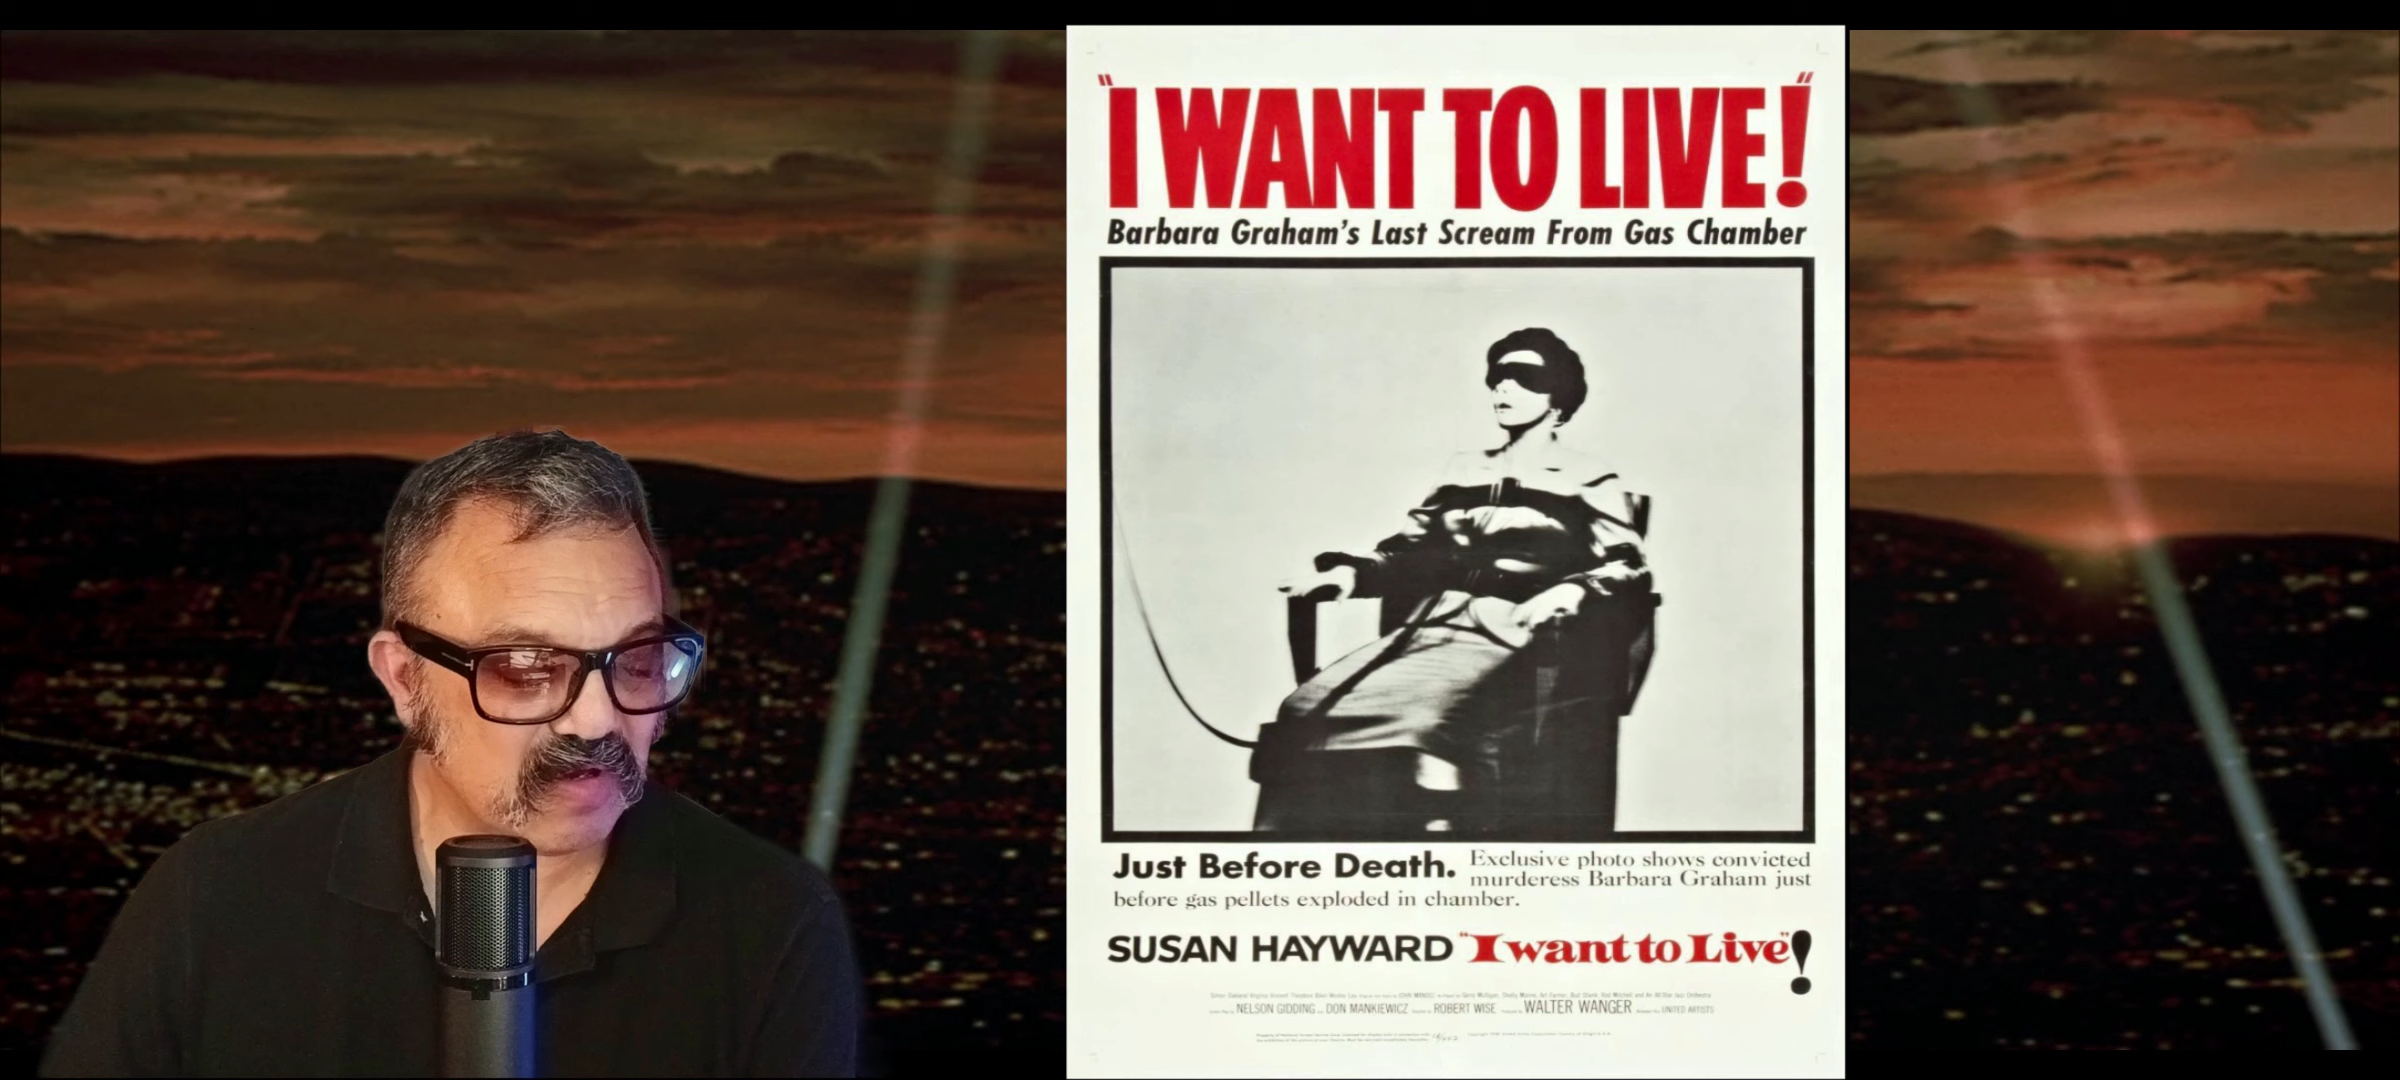 "I WANT TO LIVE!"
Barbara Graham's Last Scream From Gas Chamber
Just Before Death. Exclusive photo shows convicted
murderess Barbara Graham just
before gas pellets exploded in chamber.
SUSAN HAYWARD "I want to Live"!
NELSON GIDDING DON MANKIEWICZ ROBERT WISE WALTER WANGER UNITED ARTISTS